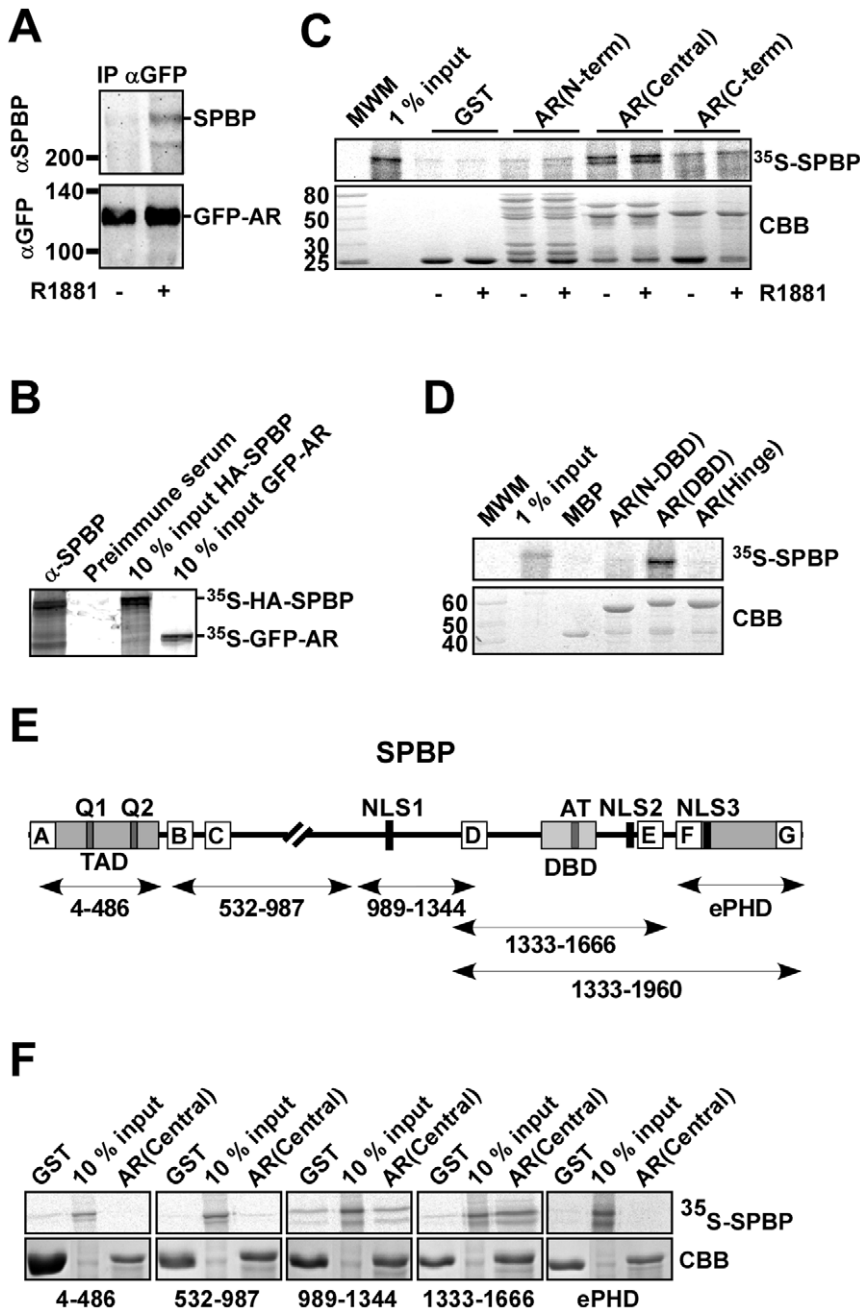 A
IP αGFP
αSPBP
SPBP
200
140
αGFP
GFP-AR
100
R1881 - +
C
MWM
1 % input
GST
AR(N-term)
AR(Central)
AR(C-term)
35S-SPBP
80
50
30
25
CBB
- + - + - + - + R1881
B
α-SPBP
Preimmune serum
10 % input HA-SPBP
10 % input GFP-AR
35S-HA-SPBP
35S-GFP-AR
D
MWM
1 % input
MBP
AR(N-DBD)
AR(DBD)
AR(Hinge)
35S-SPBP
60
50
40
CBB
E
SPBP
Q1 Q2 NLS1 AT NLS2 NLS3
A B C D E F G
TAD DBD
4-486 532-987 989-1344 ePHD
1333-1666
1333-1960
F
GST 10 % input AR(Central) GST 10 % input AR(Central) GST 10 % input AR(Central) GST 10 % input AR(Central) GST 10 % input AR(Central)
35S-SPBP
CBB
4-486 532-987 989-1344 1333-1666 ePHD